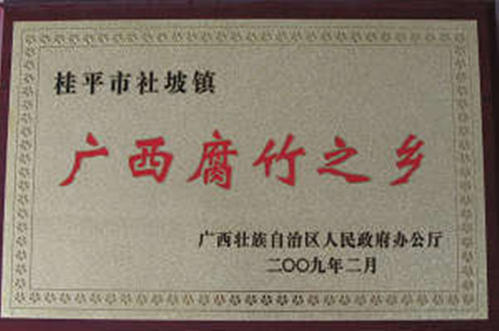 桂平市社坡镇
广西腐竹之乡
广西壮族自治区人民政府办公厅
二〇〇九年二月